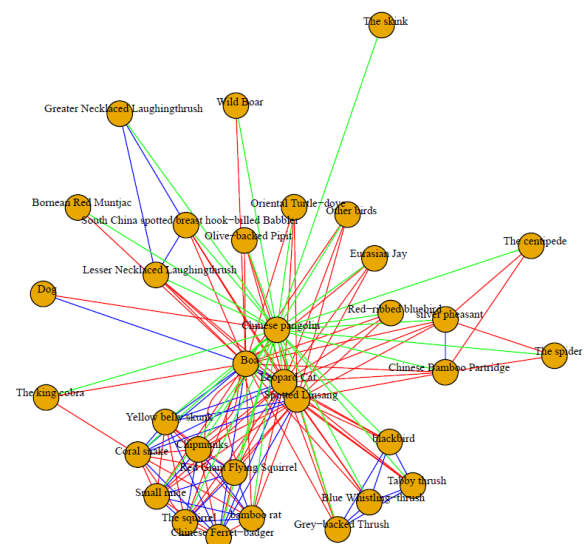 The skink
Wild Boar
Greater Necklaced Laughingthrush
Bornean Red Muntjac
Oriental Turtle-dove
Other birds
South China spotted breast hook-billed Babbler
Olive-backed Pipit
The centipede
Eurasian Jay
Lesser Necklaced Laughingthrush
Dog
Red-ribbed bluebird
silver pheasant
Chinese pangolin
The spider
Boa
Chinese Bamboo Partridge
Leopard Cat
The king cobra
Spotted Linsang
Yellow belly skunk
blackbird
Chipmunks
Coral snake
Red Giant Flying Squirrel
Tabby thrush
Small mice
Blue Whistling-thrush
The squirrel
bamboo rat
Grey-backed Thrush
Chinese Ferret-badger